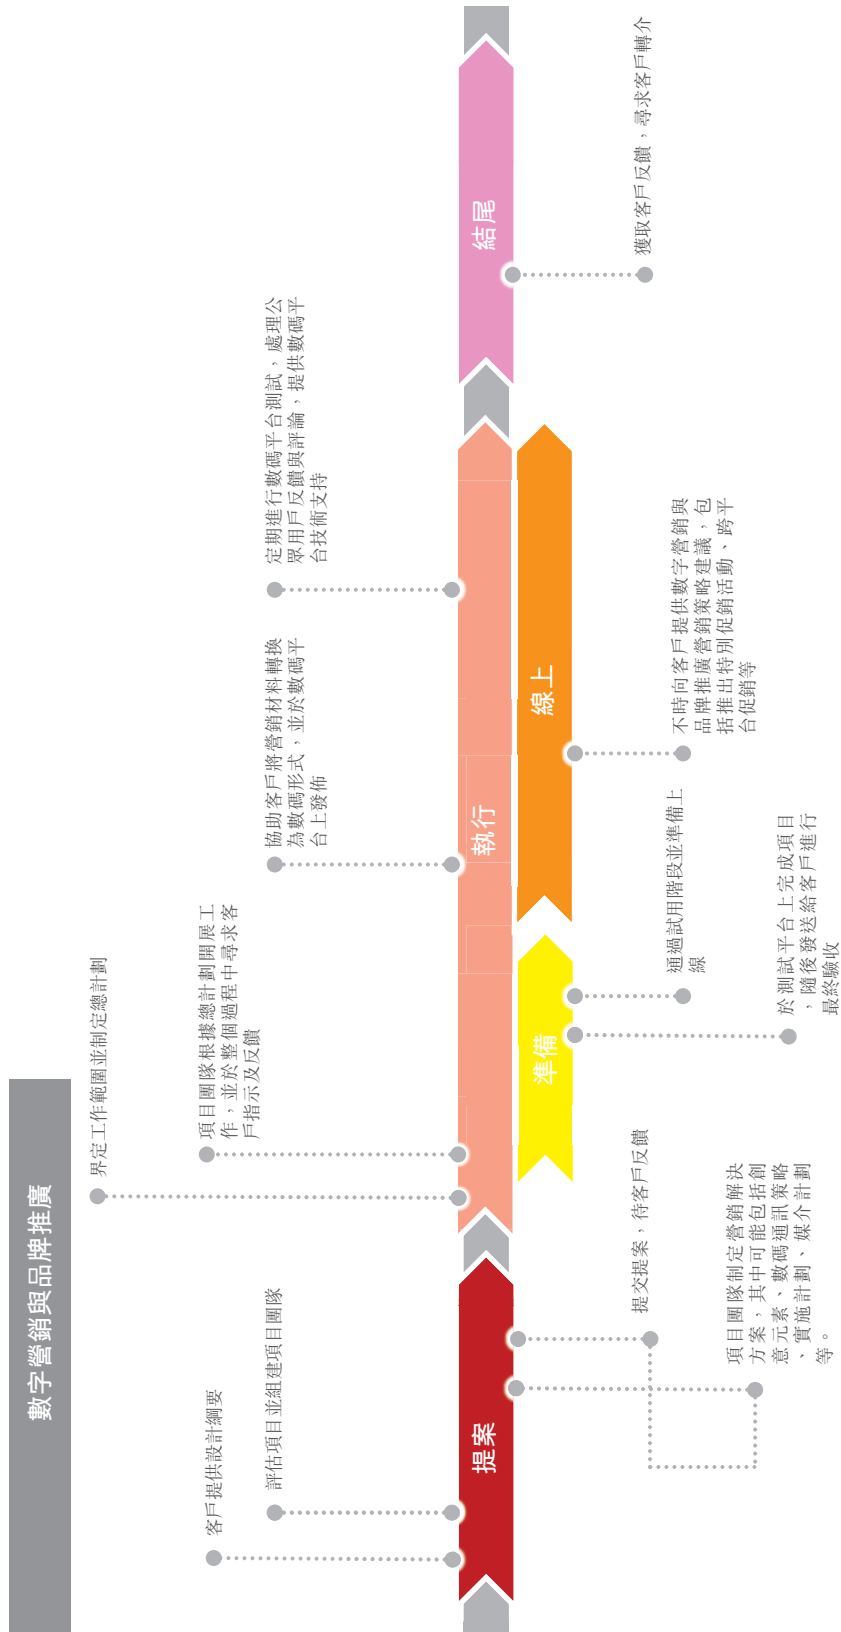 數字營銷與品牌推廣
客戶提供設計綱要
評估項目並組建項目團隊
界定工作範圍並制定總計劃
項目團隊根據總計劃開展工
作，並於整個過程中尋求客
戶指示及反饋
協助客戶將營銷材料轉換
為數碼形式，並於數碼平
台上發佈
定期進行數碼平台測試，處理公
眾用戶反饋與評論，提供數碼平
台技術支持
提案
執行
結尾
準備
線上
提交提案，待客戶反饋
項目團隊制定營銷解決
方案，其中可能包括創
意元素、數碼通訊策略
、實施計劃、媒介計劃
等。
通過試用階段並準備上
線
於測試平台上完成項目
，隨後發送給客戶進行
最終驗收
不時向客戶提供數字營銷與
品牌推廣營銷策略建議，包
括推出特別促銷活動、跨平
台促銷等
獲取客戶反饋，尋求客戶轉介